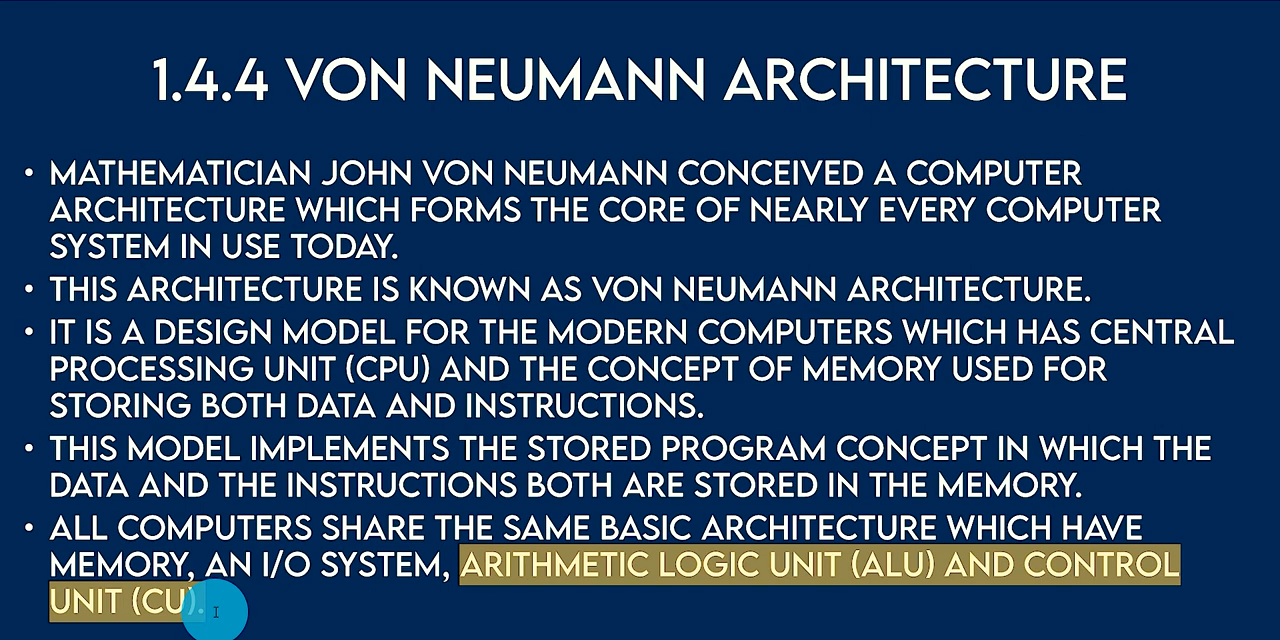 1.4.4 VON NEUMANN ARCHITECTURE
• MATHEMATICIAN JOHN VON NEUMANN CONCEIVED A COMPUTER
ARCHITECTURE WHICH FORMS THE CORE OF NEARLY EVERY COMPUTER
SYSTEM IN USE TODAY.
• THIS ARCHITECTURE IS KNOWN AS VON NEUMANN ARCHITECTURE.
• IT IS A DESIGN MODEL FOR THE MODERN COMPUTERS WHICH HAS CENTRAL
PROCESSING UNIT (CPU) AND THE CONCEPT OF MEMORY USED FOR
STORING BOTH DATA AND INSTRUCTIONS.
• THIS MODEL IMPLEMENTS THE STORED PROGRAM CONCEPT IN WHICH THE
DATA AND THE INSTRUCTIONS BOTH ARE STORED IN THE MEMORY.
• ALL COMPUTERS SHARE THE SAME BASIC ARCHITECTURE WHICH HAVE
MEMORY, AN I/O SYSTEM, ARITHMETIC LOGIC UNIT (ALU) AND CONTROL
UNIT (CU).